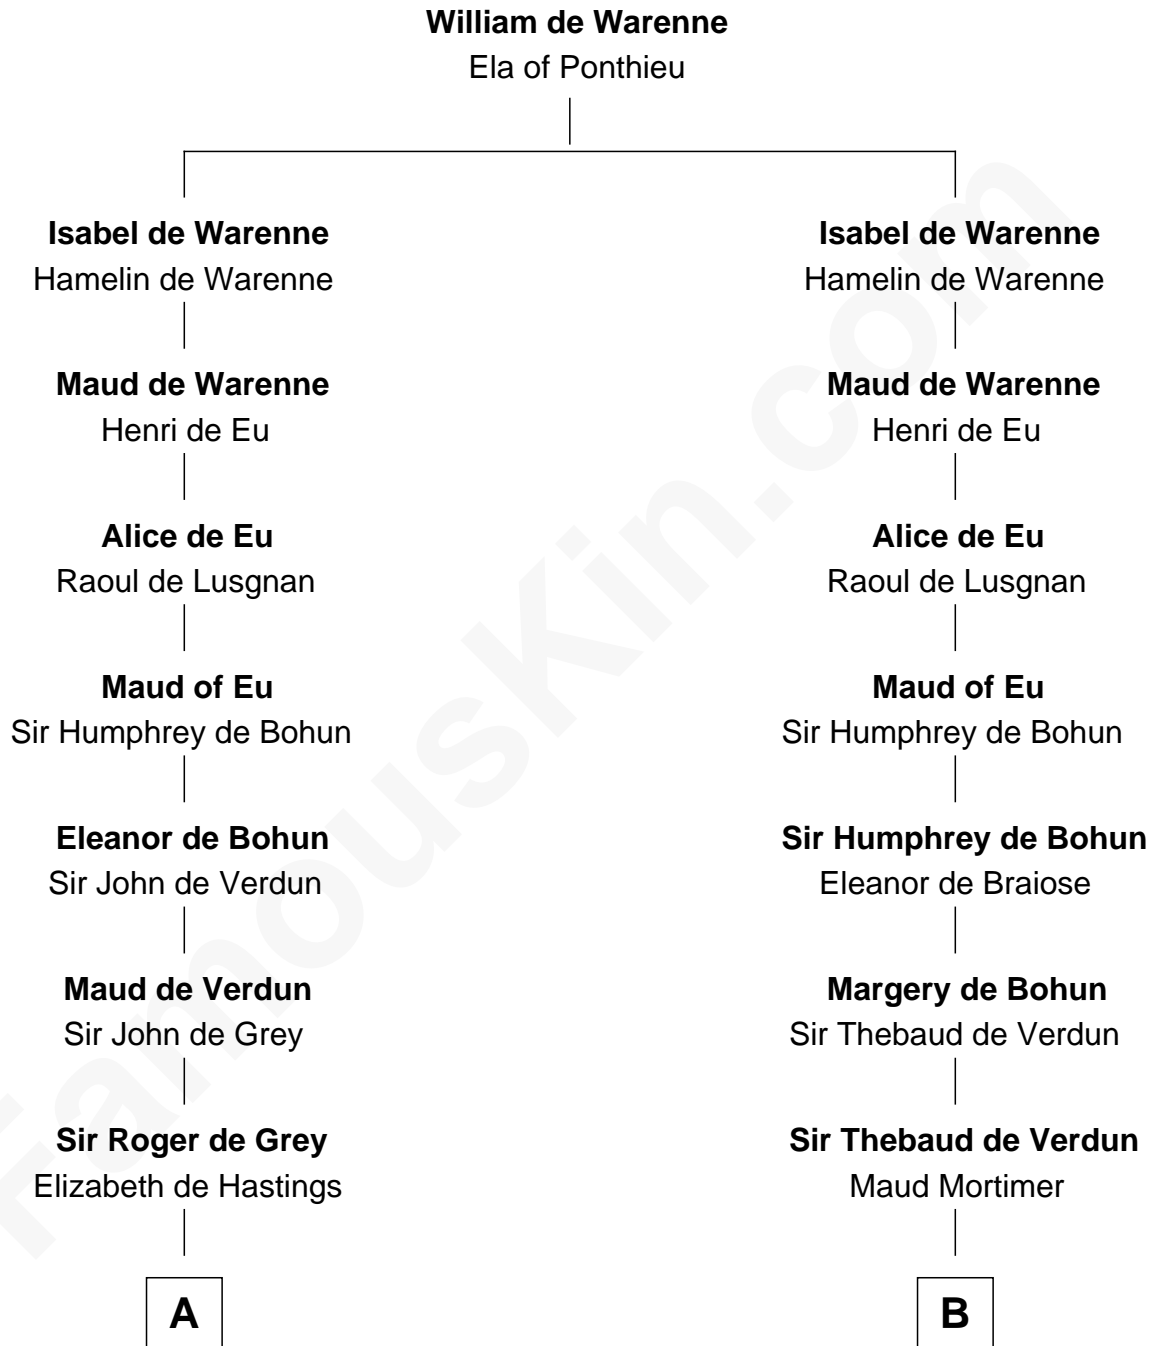 William de Warenne
Ela of Ponthieu
Isabel de Warenne
Hamelin de Warenne
Maud de Warenne
Henri de Eu
Alice de Eu
Raoul de Lusgnan
Maud of Eu
Sir Humphrey de Bohun
Eleanor de Bohun
Sir John de Verdun
Maud de Verdun
Sir John de Grey
Sir Roger de Grey
Elizabeth de Hastings
A
Isabel de Warenne
Hamelin de Warenne
Maud de Warenne
Henri de Eu
Alice de Eu
Raoul de Lusgnan
Maud of Eu
Sir Humphrey de Bohun
Sir Humphrey de Bohun
Eleanor de Braiose
Margery de Bohun
Sir Thebaud de Verdun
Sir Thebaud de Verdun
Maud Mortimer
B
FamousKin.com